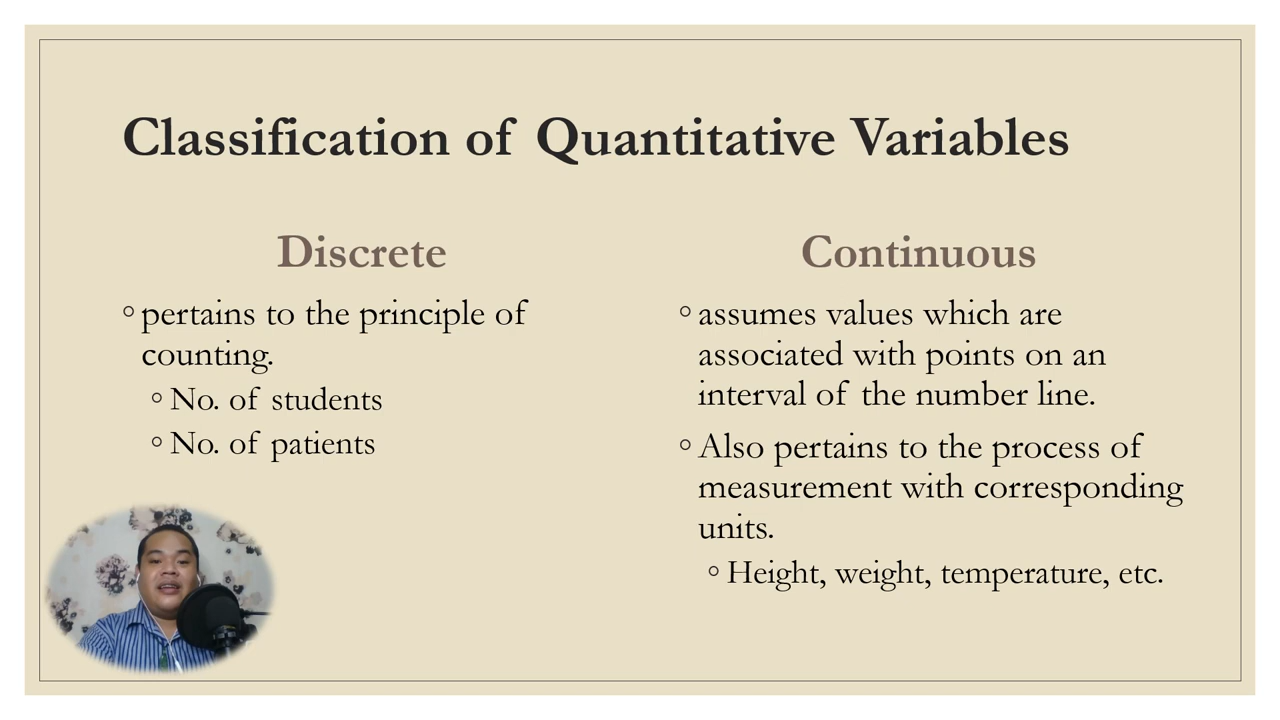 Classification of Quantitative Variables
Discrete
◦ pertains to the principle of
counting.
◦ No. of students
◦ No. of patients
Continuous
◦ assumes values which are
associated with points on an
interval of the number line.
◦ Also pertains to the process of
measurement with corresponding
units.
◦ Height, weight, temperature, etc.